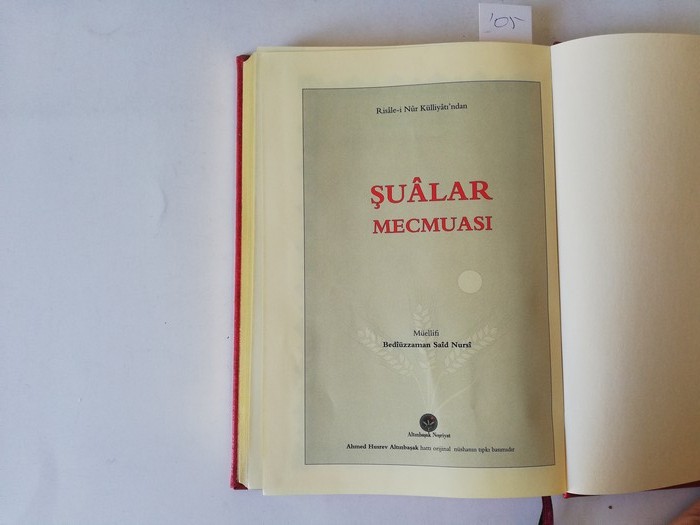 '05
Risâle-i Nûr Külliyâtı'ndan
ŞUÂLAR
MECMUASI
Müellifi
Bedîüzzaman Saîd Nursî
Altınbaşak Neşriyat
Ahmed Husrev Altınbaşak hattı orijinal nüshanın tıpkı basımıdır